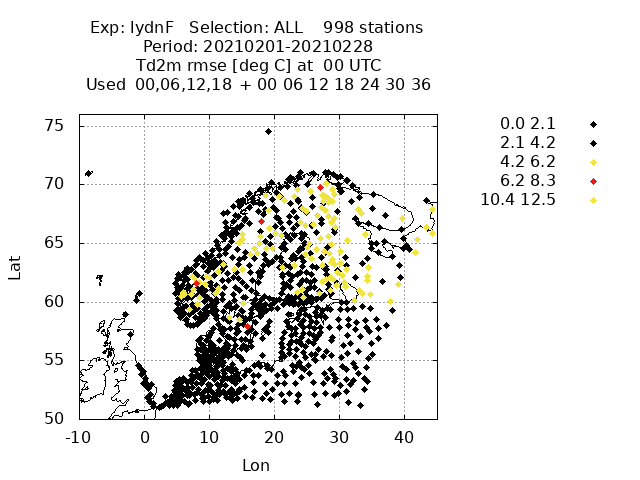 Exp: IydnF   Selection: ALL    998 stations
Period: 20210201-20210228
Td2m rmse [deg C] at  00 UTC
Used  00,06,12,18 + 00 06 12 18 24 30 36
75
70
65
60
55
50
Lat
-10 0 10 20 30 40
Lon
0.0 2.1
2.1 4.2
4.2 6.2
6.2 8.3
10.4 12.5